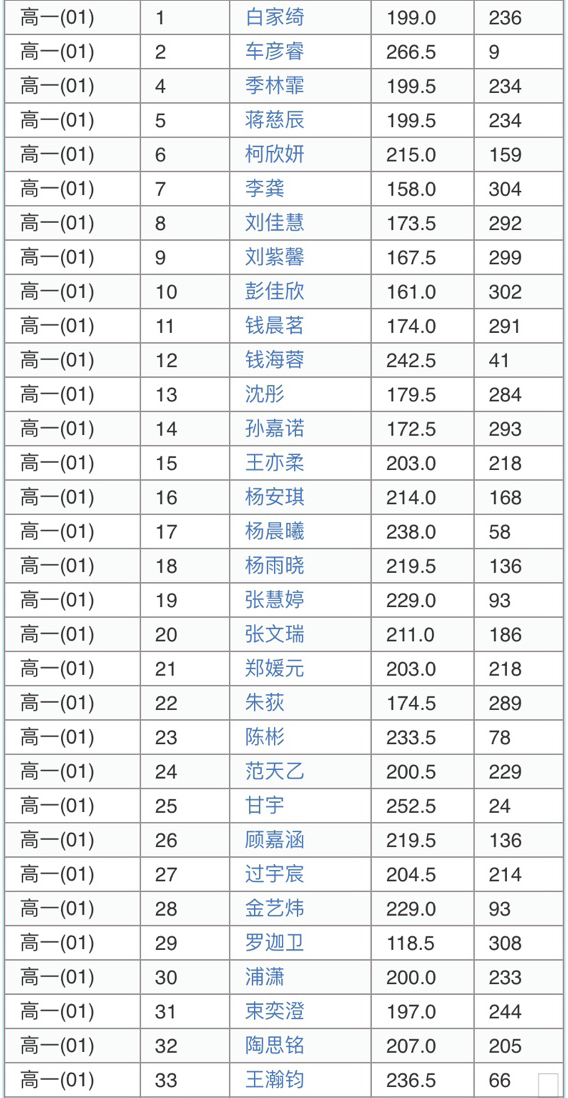 高一(01) 1 白家绮 199.0 236
高一(01) 2 车彦睿 266.5 9
高一(01) 4 季林霏 199.5 234
高一(01) 5 蒋慈辰 199.5 234
高一(01) 6 柯欣妍 215.0 159
高一(01) 7 李龚 158.0 304
高一(01) 8 刘佳慧 173.5 292
高一(01) 9 刘紫馨 167.5 299
高一(01) 10 彭佳欣 161.0 302
高一(01) 11 钱晨茗 174.0 291
高一(01) 12 钱海蓉 242.5 41
高一(01) 13 沈彤 179.5 284
高一(01) 14 孙嘉诺 172.5 293
高一(01) 15 王亦柔 203.0 218
高一(01) 16 杨安琪 214.0 168
高一(01) 17 杨晨曦 238.0 58
高一(01) 18 杨雨晓 219.5 136
高一(01) 19 张慧婷 229.0 93
高一(01) 20 张文瑞 211.0 186
高一(01) 21 郑媛元 203.0 218
高一(01) 22 朱荻 174.5 289
高一(01) 23 陈彬 233.5 78
高一(01) 24 范天乙 200.5 229
高一(01) 25 甘宇 252.5 24
高一(01) 26 顾嘉涵 219.5 136
高一(01) 27 过宇宸 204.5 214
高一(01) 28 金艺炜 229.0 93
高一(01) 29 罗迦卫 118.5 308
高一(01) 30 浦潇 200.0 233
高一(01) 31 束奕澄 197.0 244
高一(01) 32 陶思铭 207.0 205
高一(01) 33 王瀚钧 236.5 66